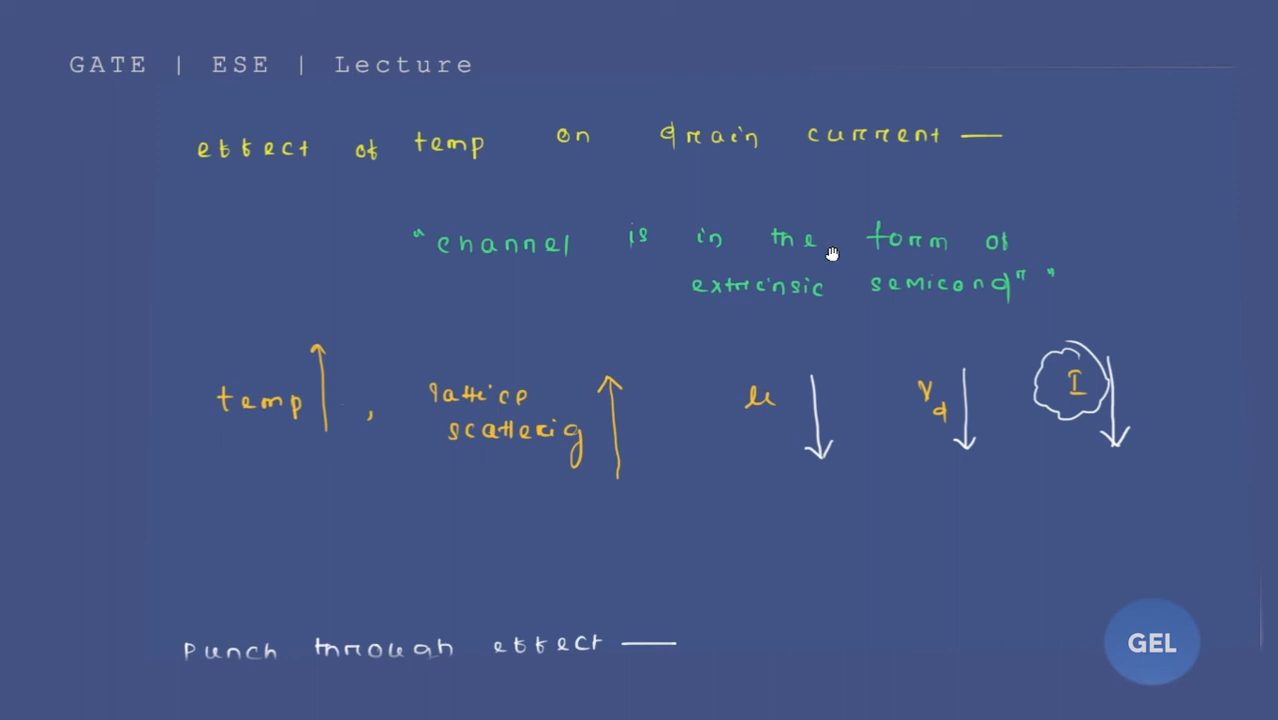 GATE | ESE | Lecture
effect of temp on drain current —
"channel is in the form of
extrinsic semicond" "
temp ↑ , lattice scatterig ↑ μ ↓ V_d ↓ I ↓
Punch through effect —
GEL